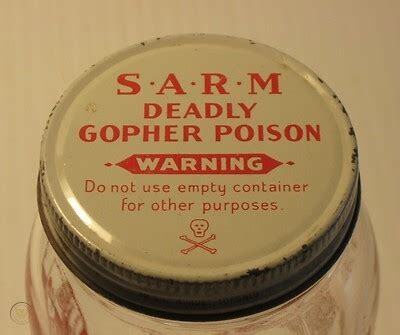 S·A·R·M
DEADLY
GOPHER POISON
WARNING
Do not use empty container
for other purposes.